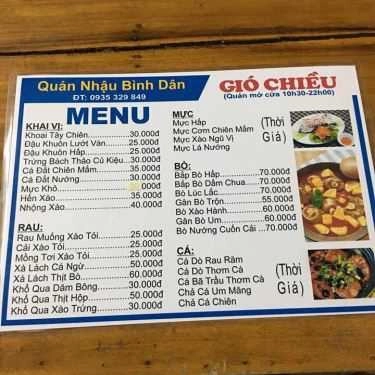 Quán Nhậu Bình Dân
ĐT: 0935 329 849
GIÓ CHIỀU
(Quán mở cửa 10h30-22h00)
MENU
KHAI VỊ:
Khoai Tây Chiên 30.000đ
Đậu Khuôn Lướt Ván 25.000đ
Đậu Khuôn Hấp 25.000đ
Trứng Bách Thảo Củ Kiệu 30.000đ
Cá Đất Chiên Mắm 35.000đ
Cá Đất Nướng 30.000đ
Mực Khô 000đ
Hến Xào 35.000đ
Nhộng Xào 40.000đ
RAU:
Rau Muống Xào Tỏi 25.000đ
Cải Xào Tỏi 25.000đ
Mồng Tơi Xào Tỏi 25.000đ
Xà Lách Cá Ngừ 50.000đ
Xà Lách Thịt Bò 60.000đ
Khổ Qua Dăm Bông 30.000đ
Khổ Qua Thịt Hộp 50.000đ
Khổ Qua Xào Trứng 30.000đ
MỰC
Mực Hấp
Mực Cơm Chiên Mắm
Mực Xào Ngũ Vị
Mực Lá Nướng
(Thời Giá)
BÒ:
Bắp Bò Hấp 70.000đ
Bắp Bò Dấm Chua 70.000đ
Bò Lúc Lắc 70.000đ
Gân Bò Trộn 55.000đ
Bò Xào Hành 60.000đ
Gân Bò Um 60.000đ
Bò Nướng Cuốn Cải 70.000đ
CÁ:
Cá Dò Rau Răm
Cá Dò Thơm Cà
Cá Bã Trầu Thơm Cà
Chả Cá Um Măng
Chả Cá Chiên
(Thời Giá)